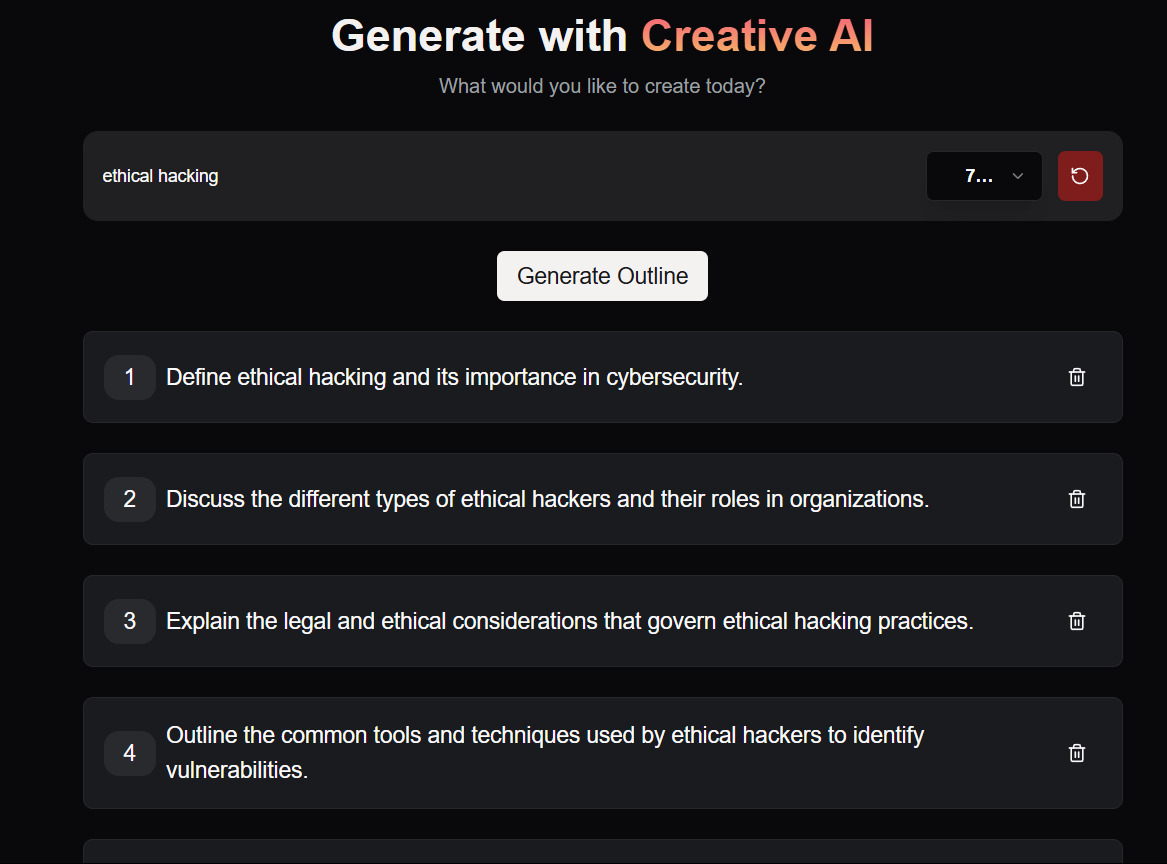 Generate with Creative AI
What would you like to create today?
ethical hacking
7...
Generate Outline
1 Define ethical hacking and its importance in cybersecurity.
2 Discuss the different types of ethical hackers and their roles in organizations.
3 Explain the legal and ethical considerations that govern ethical hacking practices.
4 Outline the common tools and techniques used by ethical hackers to identify
vulnerabilities.